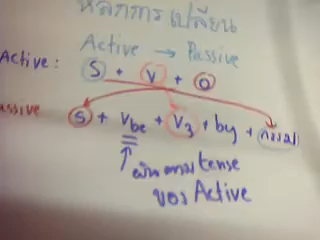 หลักการเปลี่ยน
Active → Passive
Active: S + V + O
assive S + Vbe + V3 + by + กรรม
↑ ผันตาม tense
ของ Active